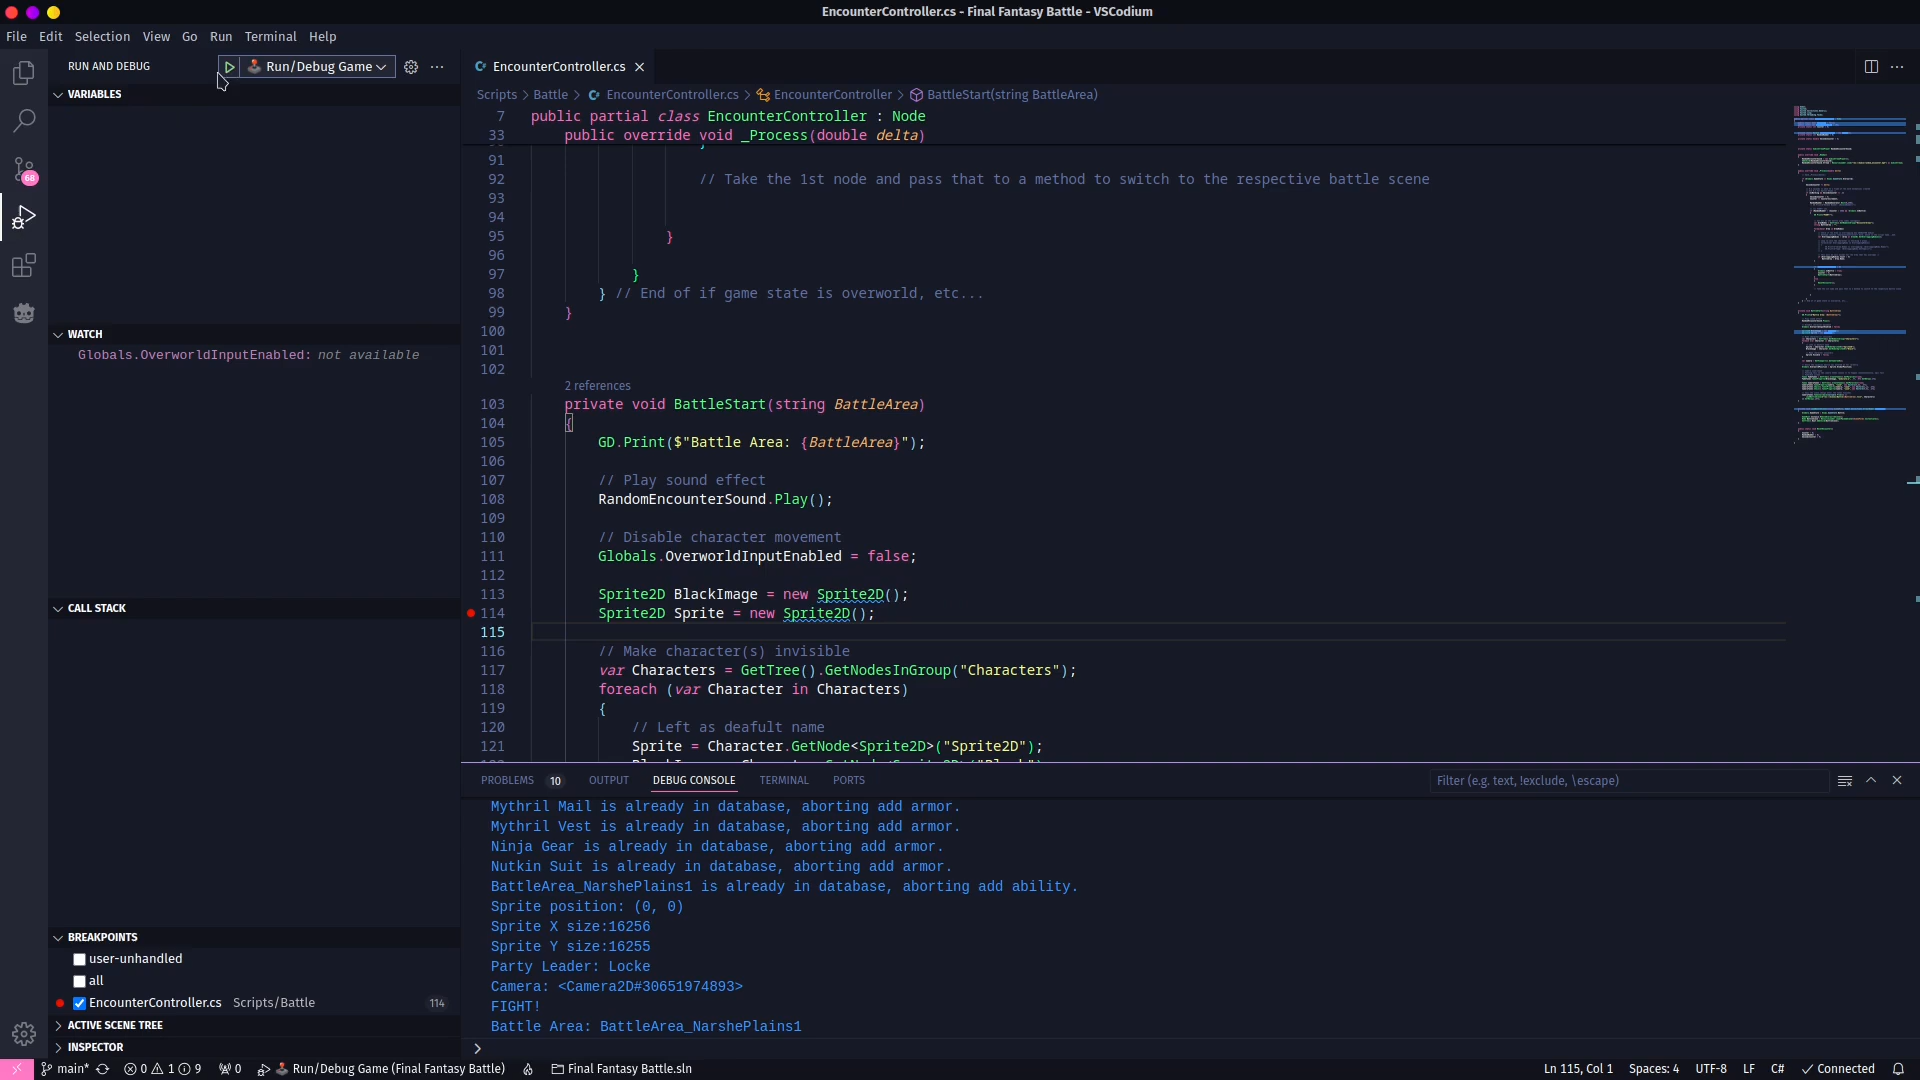 EncounterController.cs - Final Fantasy Battle - VSCodium
File Edit Selection View Go Run Terminal Help
RUN AND DEBUG
Run/Debug Game
EncounterController.cs
VARIABLES
Scripts > Battle > EncounterController.cs > EncounterController > BattleStart(string BattleArea)
7 public partial class EncounterController : Node
33 public override void _Process(double delta)
91
92 // Take the 1st node and pass that to a method to switch to the respective battle scene
93
94
95 }
96
97 }
98 } // End of if game state is overworld, etc...
99 }
100
101
102
2 references
103 private void BattleStart(string BattleArea)
104 {
105 GD.Print($"Battle Area: {BattleArea}");
106
107 // Play sound effect
108 RandomEncounterSound.Play();
109
110 // Disable character movement
111 Globals.OverworldInputEnabled = false;
112
113 Sprite2D BlackImage = new Sprite2D();
114 Sprite2D Sprite = new Sprite2D();
115
116 // Make character(s) invisible
117 var Characters = GetTree().GetNodesInGroup("Characters");
118 foreach (var Character in Characters)
119 {
120 // Left as deafult name
121 Sprite = Character.GetNode<Sprite2D>("Sprite2D");
68
WATCH
Globals.OverworldInputEnabled: not available
CALL STACK
BREAKPOINTS
user-unhandled
all
EncounterController.cs Scripts/Battle 114
ACTIVE SCENE TREE
INSPECTOR
PROBLEMS 10 OUTPUT DEBUG CONSOLE TERMINAL PORTS
Filter (e.g. text, !exclude, \escape)
Mythril Mail is already in database, aborting add armor.
Mythril Vest is already in database, aborting add armor.
Ninja Gear is already in database, aborting add armor.
Nutkin Suit is already in database, aborting add armor.
BattleArea_NarshePlains1 is already in database, aborting add ability.
Sprite position: (0, 0)
Sprite X size:16256
Sprite Y size:16255
Party Leader: Locke
Camera: <Camera2D#30651974893>
FIGHT!
Battle Area: BattleArea_NarshePlains1
>
main* 0 1 9 0 Run/Debug Game (Final Fantasy Battle) Final Fantasy Battle.sln
Ln 115, Col 1 Spaces: 4 UTF-8 LF C# Connected